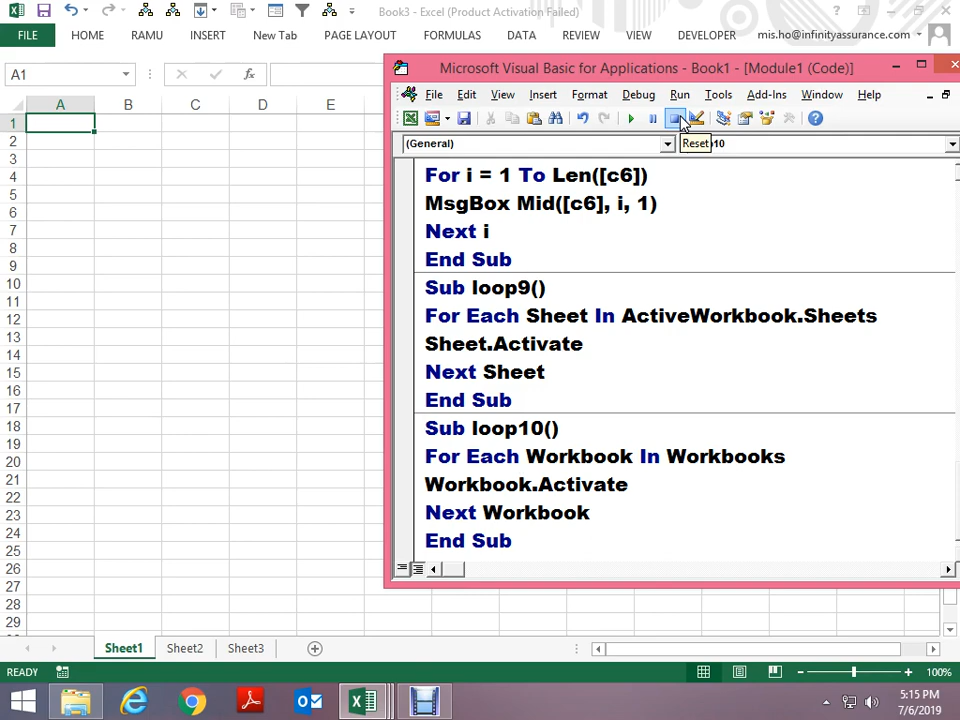 Book3 - Excel (Product Activation Failed)
FILE HOME RAMU INSERT New Tab PAGE LAYOUT FORMULAS DATA REVIEW VIEW DEVELOPER mis.ho@infinityassurance.com
A1 fx
Microsoft Visual Basic for Applications - Book1 - [Module1 (Code)]
File Edit View Insert Format Debug Run Tools Add-Ins Window Help
(General)
Reset
10
A B C D E
1
2
3
4
5
6
7
8
9
10
11
12
13
14
15
16
17
18
19
20
21
22
23
24
25
26
27
28
For i = 1 To Len([c6])
MsgBox Mid([c6], i, 1)
Next i
End Sub
Sub loop9()
For Each Sheet In ActiveWorkbook.Sheets
Sheet.Activate
Next Sheet
End Sub
Sub loop10()
For Each Workbook In Workbooks
Workbook.Activate
Next Workbook
End Sub
Sheet1 Sheet2 Sheet3
READY 100%
5:15 PM
7/6/2019